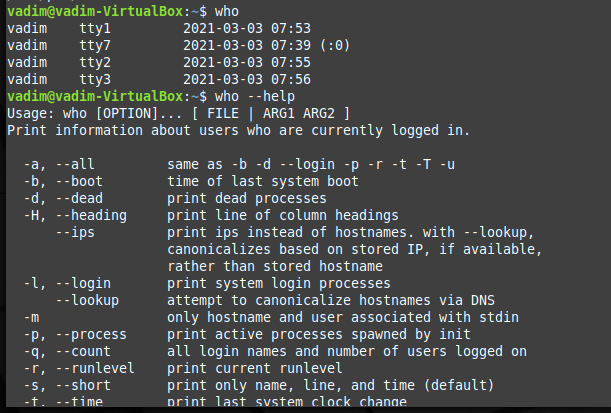 vadim@vadim-VirtualBox:~$ who
vadim    tty1         2021-03-03 07:53
vadim    tty7         2021-03-03 07:39 (:0)
vadim    tty2         2021-03-03 07:55
vadim    tty3         2021-03-03 07:56
vadim@vadim-VirtualBox:~$ who --help
Usage: who [OPTION]... [ FILE | ARG1 ARG2 ]
Print information about users who are currently logged in.

  -a, --all         same as -b -d --login -p -r -t -T -u
  -b, --boot        time of last system boot
  -d, --dead        print dead processes
  -H, --heading     print line of column headings
      --ips         print ips instead of hostnames. with --lookup,
                    canonicalizes based on stored IP, if available,
                    rather than stored hostname
  -l, --login       print system login processes
      --lookup      attempt to canonicalize hostnames via DNS
  -m                only hostname and user associated with stdin
  -p, --process     print active processes spawned by init
  -q, --count       all login names and number of users logged on
  -r, --runlevel    print current runlevel
  -s, --short       print only name, line, and time (default)
  -t, --time        print last system clock change